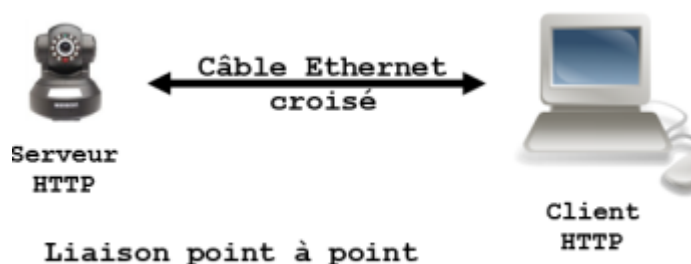 Câble Ethernet
croisé
Serveur
HTTP
Client
HTTP
Liaison point à point